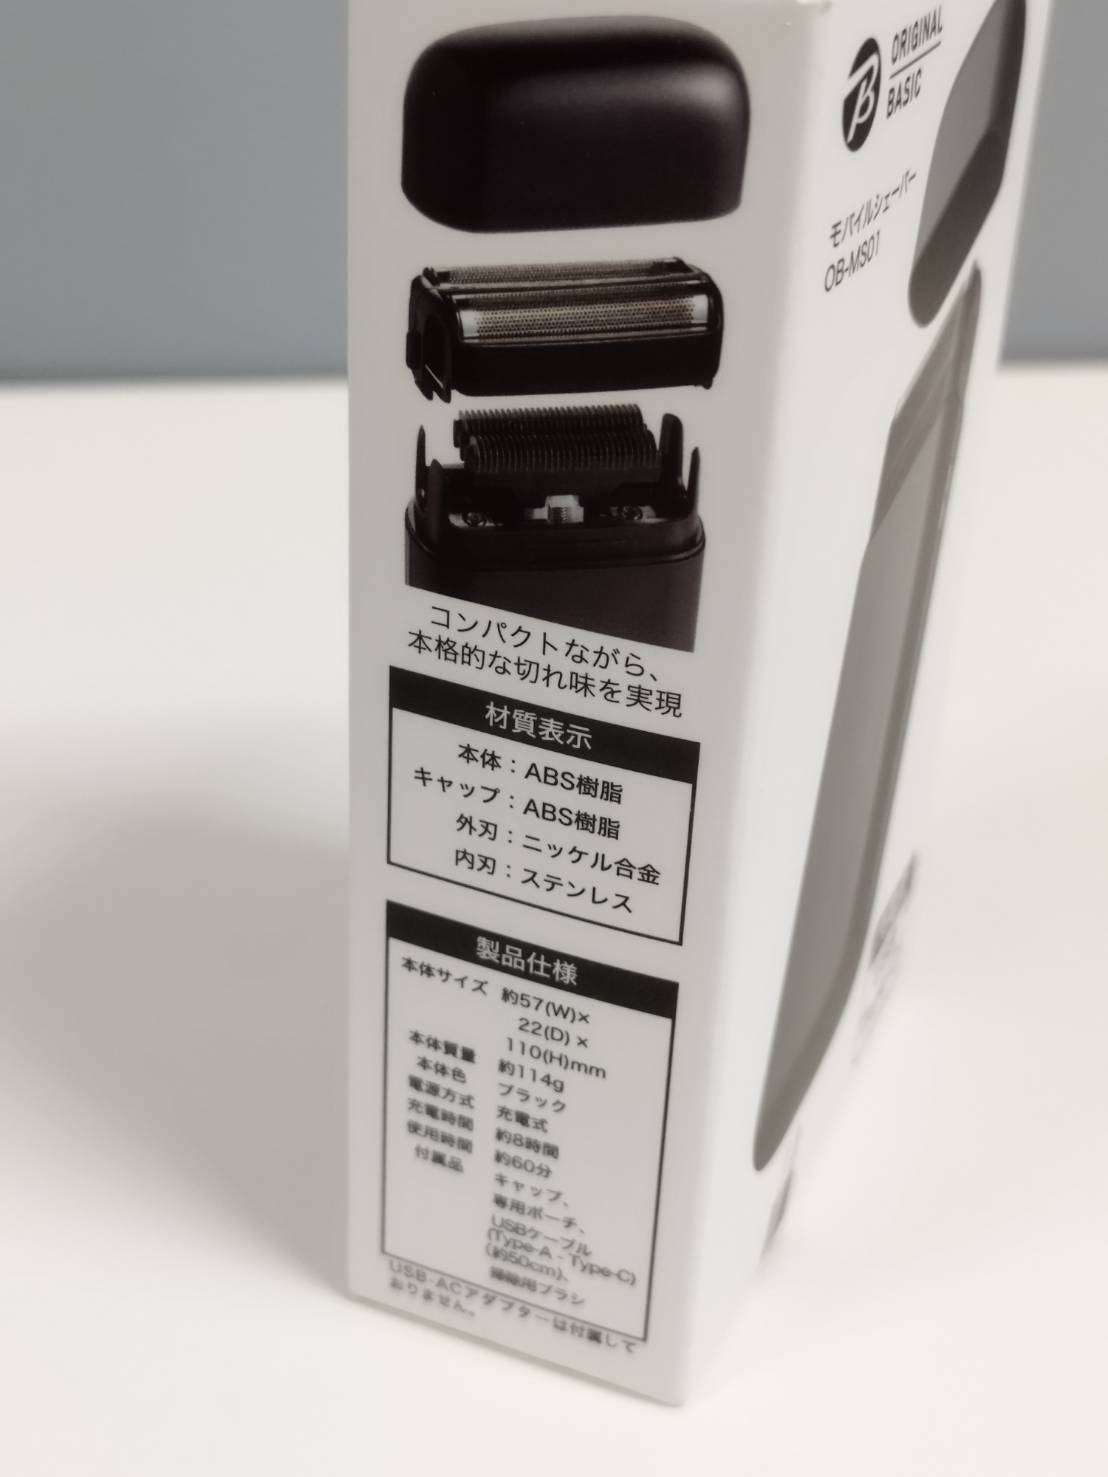 コンパクトながら、
本格的な切れ味を実現
材質表示
本体：ABS樹脂
キャップ：ABS樹脂
外刃：ニッケル合金
内刃：ステンレス
製品仕様
本体サイズ 約57(W)×
22(D)×
110(H)mm
本体質量 約114g
本体色 ブラック
電源方式 充電式
充電時間 約8時間
使用時間 約60分
付属品 キャップ、
専用ポーチ、
USBケーブル
(Type-A - Type-C)
(約50cm)、
掃除用ブラシ
USB-ACアダプターは付属して
おりません。
ORIGINAL
BASIC
モバイルシェーバー
OB-MS01